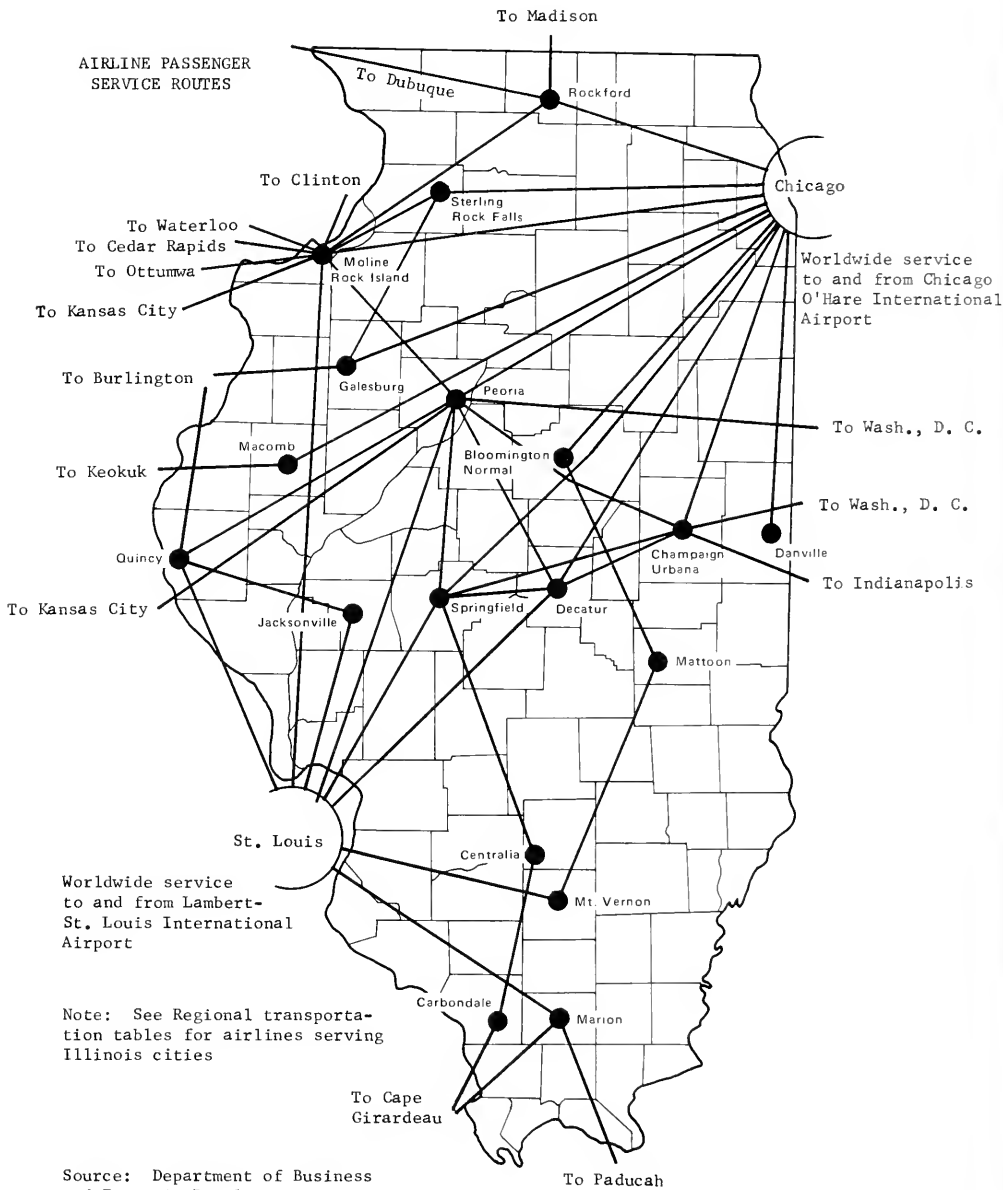 To Madison
AIRLINE PASSENGER
SERVICE ROUTES
To Dubuque
Rockford
To Clinton
Chicago
Sterling
Rock Falls
To Waterloo
To Cedar Rapids
To Ottumwa
Moline
Rock Island
Worldwide service
to and from Chicago
O'Hare International
Airport
To Kansas City
To Burlington
Galesburg
Peoria
To Wash., D. C.
Macomb
Bloomington
Normal
To Keokuk
To Wash., D. C.
Quincy
Champaign
Urbana
Danville
To Indianapolis
To Kansas City
Jacksonville
Springfield
Decatur
Mattoon
St. Louis
Centralia
Mt. Vernon
Worldwide service
to and from Lambert-
St. Louis International
Airport
Carbondale
Marion
Note: See Regional transporta-
tion tables for airlines serving
Illinois cities
To Cape
Girardeau
Source: Department of Business
To Paducah